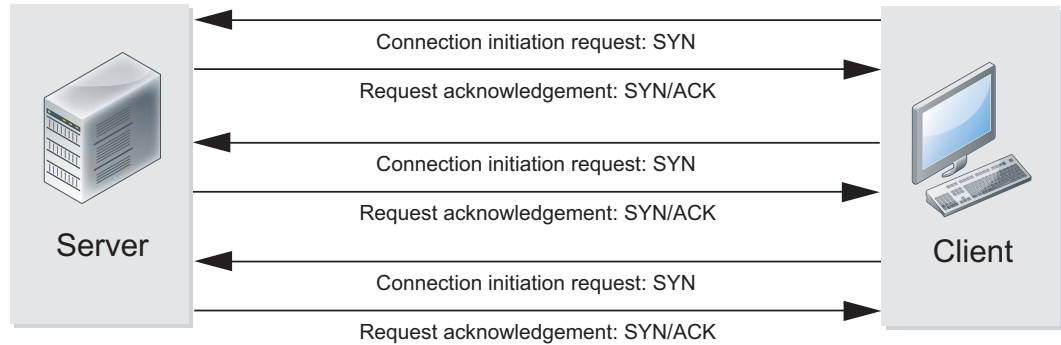 Connection initiation request: SYN
Request acknowledgement: SYN/ACK
Connection initiation request: SYN
Request acknowledgement: SYN/ACK
Server
Client
Connection initiation request: SYN
Request acknowledgement: SYN/ACK